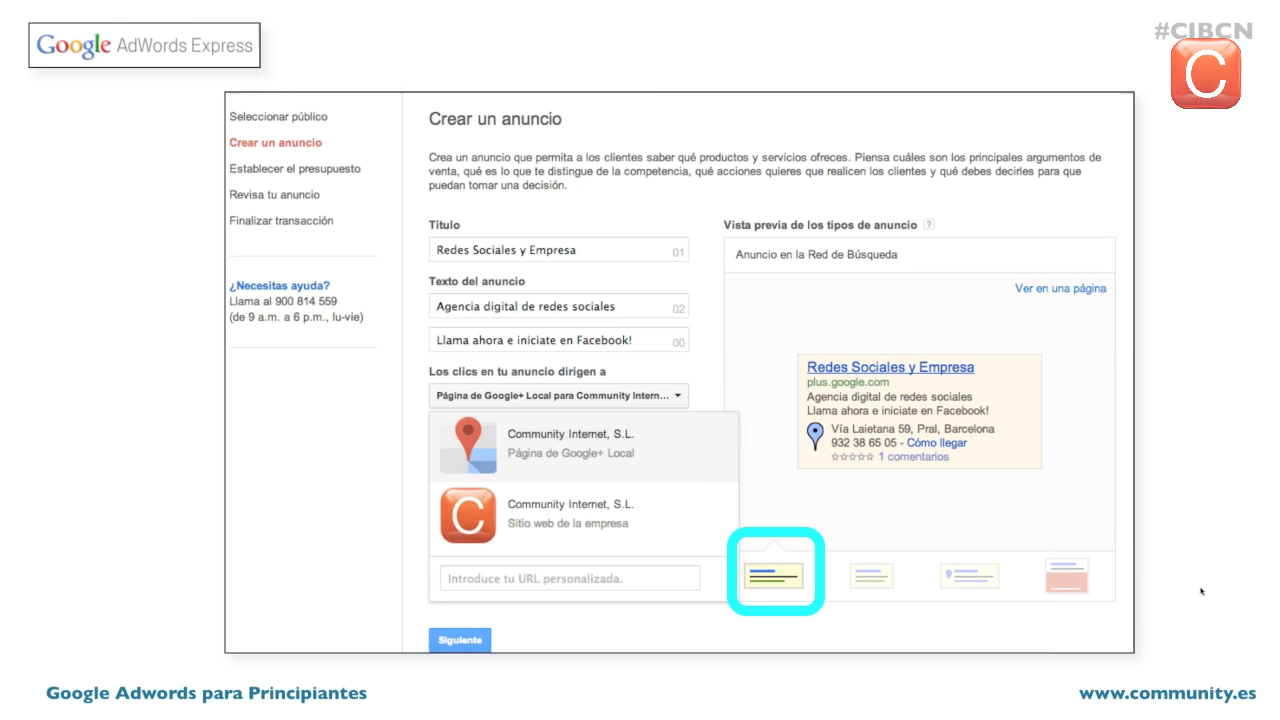 Google AdWords Express
#CIBCN
C
Seleccionar público
Crear un anuncio
Establecer el presupuesto
Revisa tu anuncio
Finalizar transacción
¿Necesitas ayuda?
Llama al 900 814 559
(de 9 a.m. a 6 p.m., lu-vie)
Crear un anuncio
Crea un anuncio que permita a los clientes saber qué productos y servicios ofreces. Piensa cuáles son los principales argumentos de
venta, qué es lo que te distingue de la competencia, qué acciones quieres que realicen los clientes y qué debes decirles para que
puedan tomar una decisión.
Título
Redes Sociales y Empresa 01
Texto del anuncio
Agencia digital de redes sociales 02
Llama ahora e iniciate en Facebook! 00
Los clics en tu anuncio dirigen a
Página de Google+ Local para Community Intern...
Community Internet, S.L.
Página de Google+ Local
C
Community Internet, S.L.
Sitio web de la empresa
Introduce tu URL personalizada.
Siguiente
Vista previa de los tipos de anuncio ?
Anuncio en la Red de Búsqueda
Ver en una página
Redes Sociales y Empresa
plus.google.com
Agencia digital de redes sociales
Llama ahora e iniciate en Facebook!
Vía Laietana 59, Pral, Barcelona
932 38 65 05 - Cómo llegar
☆☆☆☆☆ 1 comentarios
Google Adwords para Principiantes
www.community.es